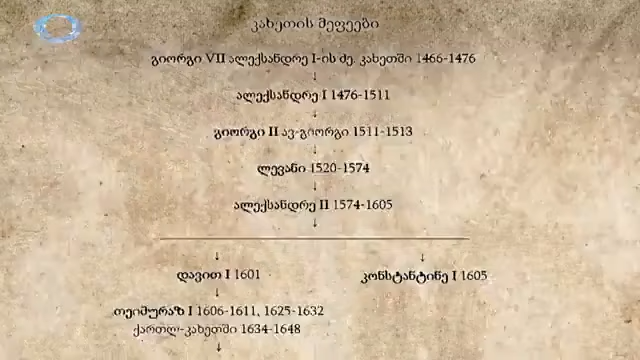 კახეთის მეფეები
გიორგი VII ალექსანდრე I-ის ძე. კახეთში 1466-1476
↓
ალექსანდრე I 1476-1511
↓
გიორგი II ავ-გიორგი 1511-1513
↓
ლევანი 1520-1574
↓
ალექსანდრე II 1574-1605
↓
↓ ↓
დავით I 1601 კონსტანტინე I 1605
↓
თეიმურაზ I 1606-1611, 1625-1632
ქართლ-კახეთში 1634-1648
↓